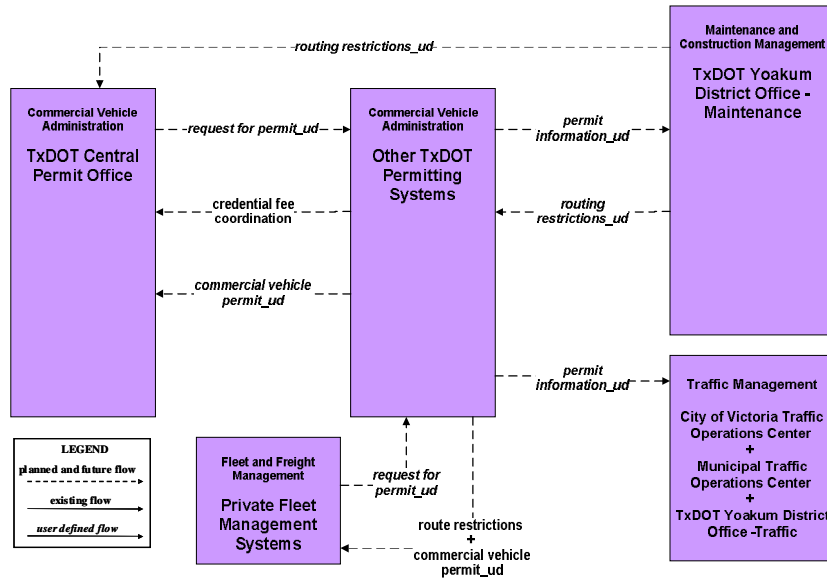 routing restrictions_ud
Maintenance and
Construction Management
TxDOT Yoakum
District Office -
Maintenance
Commercial Vehicle
Administration
TxDOT Central
Permit Office
request for permit_ud
credential fee
coordination
commercial vehicle
permit_ud
Commercial Vehicle
Administration
Other TxDOT
Permitting
Systems
permit
information_ud
routing
restrictions_ud
permit
information_ud
Traffic Management
City of Victoria Traffic
Operations Center
+
Municipal Traffic
Operations Center
+
TxDOT Yoakum District
Office -Traffic
LEGEND
planned and future flow
existing flow
user defined flow
Fleet and Freight
Management
Private Fleet
Management
Systems
request for
permit_ud
route restrictions
+
commercial vehicle
permit_ud